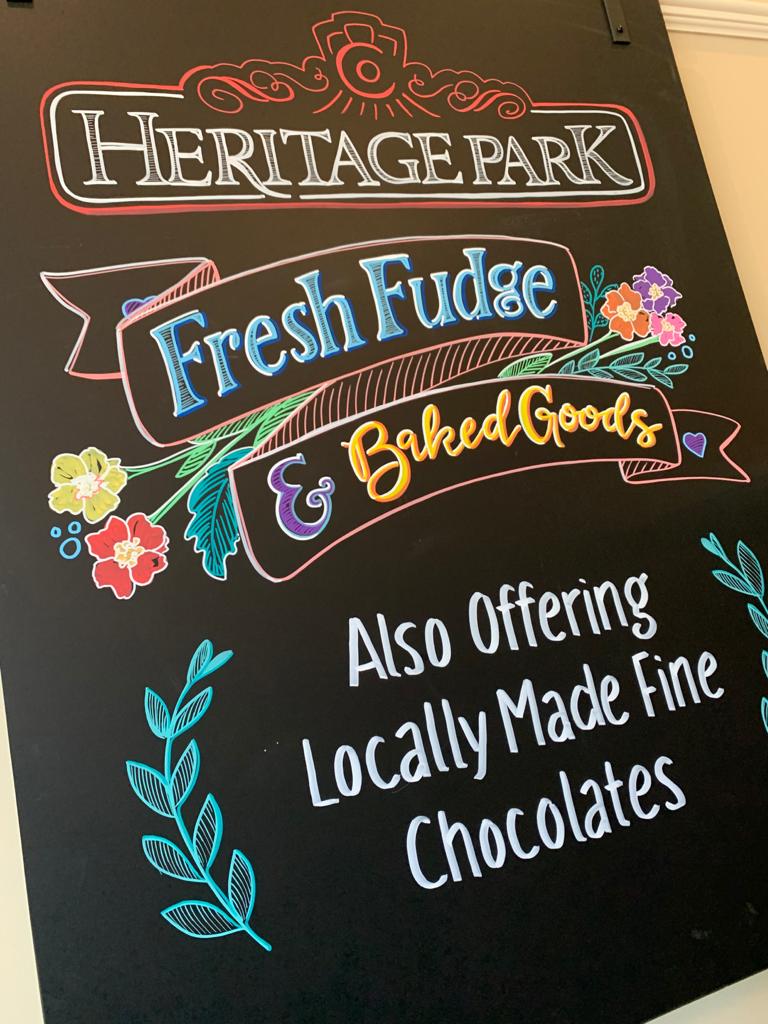 HERITAGE PARK
Fresh Fudge
& Baked Goods
Also Offering
Locally Made Fine
Chocolates